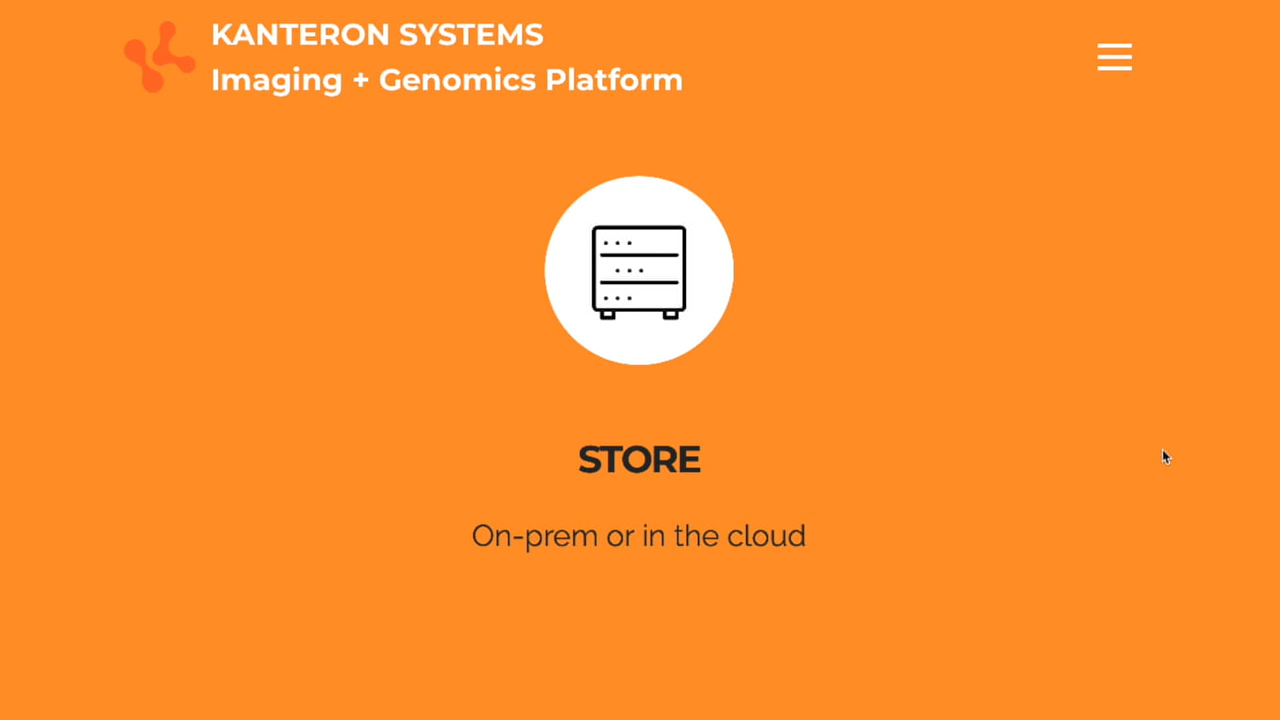 KANTERON SYSTEMS
Imaging + Genomics Platform
STORE
On-prem or in the cloud